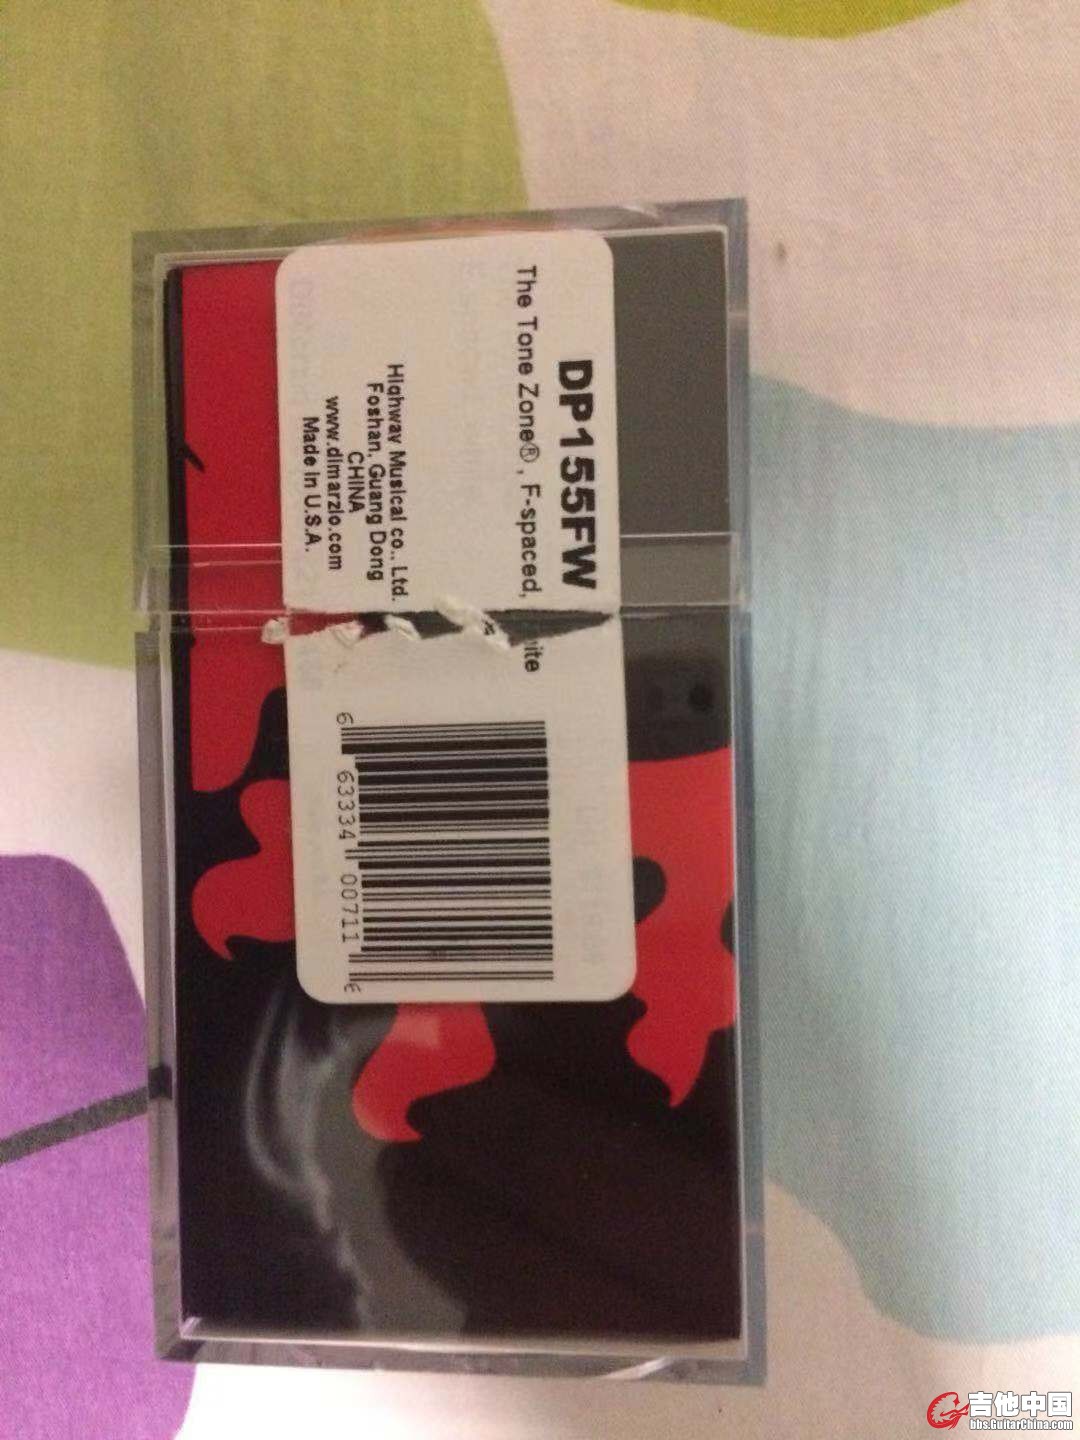 DP155FW
The Tone Zone®, F-spaced, ite
Highway Musical co., Ltd.
Foshan, Guang Dong
CHINA
www.dimarzio.com
Made in U.S.A.
6 63334 00711
吉他中国
bbs.GuitarChina.com